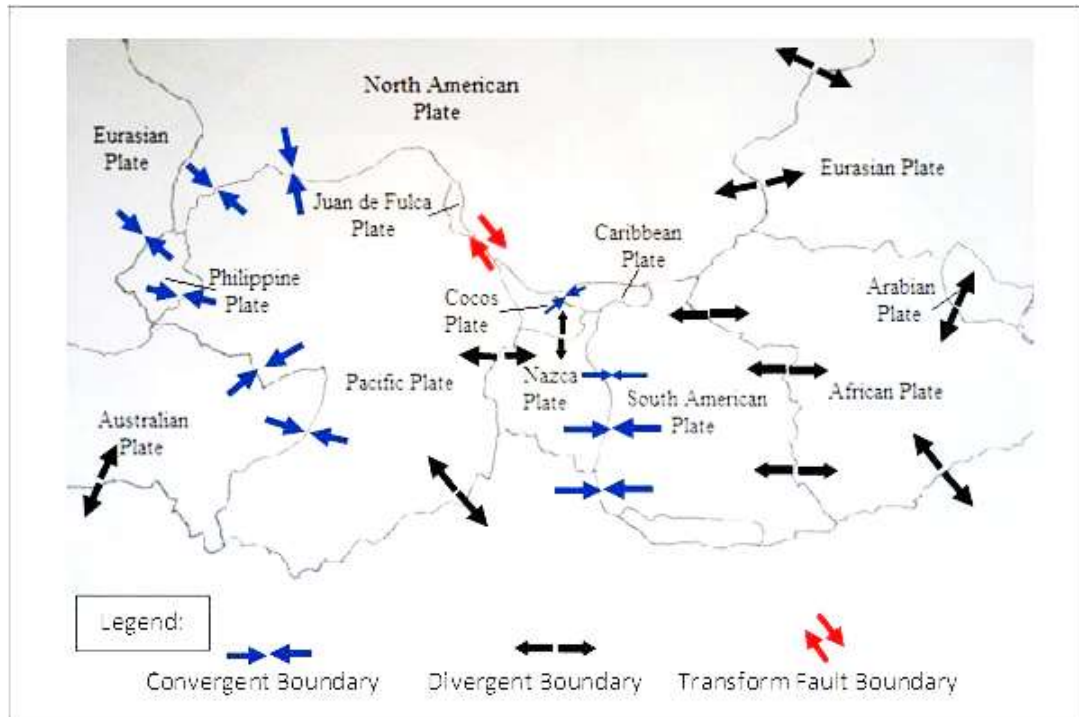 North American
Plate
Eurasian
Plate
Eurasian Plate
Juan de Fulca
Plate
Caribbean
Plate
Philippine
Plate
Cocos
Plate
Arabian
Plate
Pacific Plate
Nazca
Plate
South American
Plate
African Plate
Australian
Plate
Legend:
Convergent Boundary
Divergent Boundary
Transform Fault Boundary